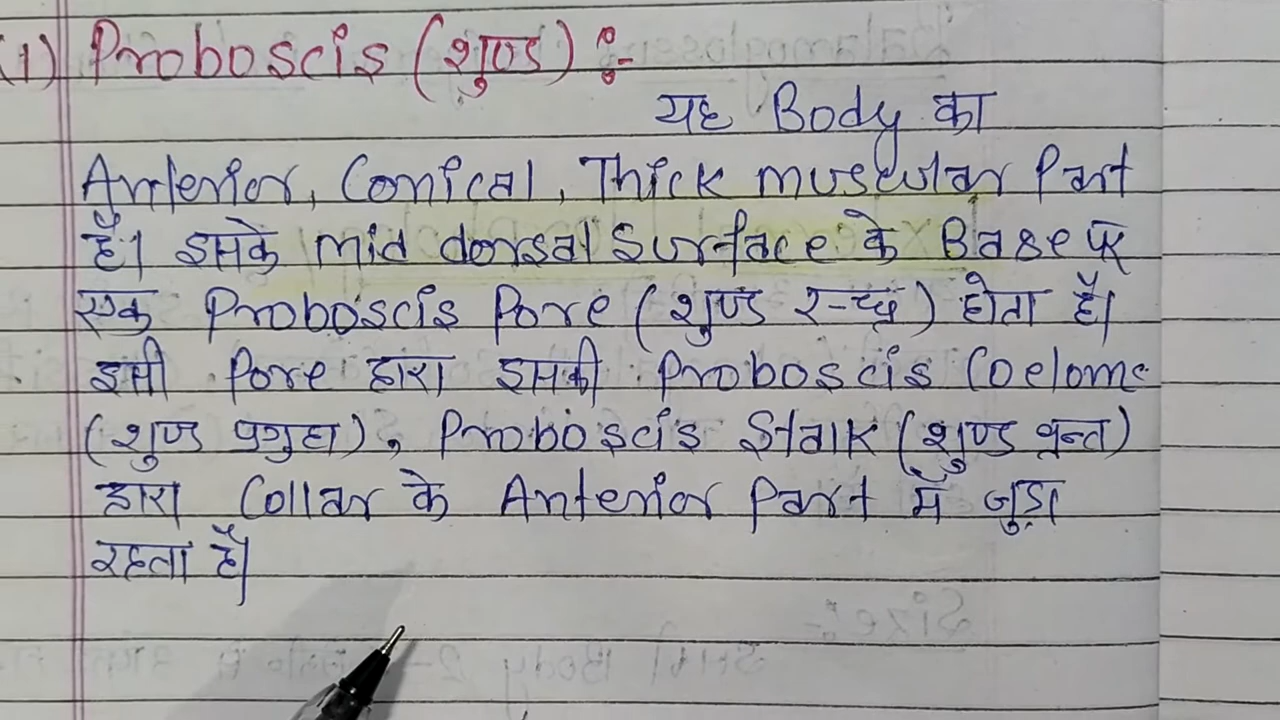 (1) Proboscis (शुण्ड) :-
यह Body का
Anterior, Conical, Thick muscular Part
है। इसके mid dorsal Surface के Base पर
एक Proboscis Pore (शुण्ड रन्ध्र) होता है।
इसी Pore द्वारा इसकी Proboscis Coelome
(शुण्ड प्रगुहा), Proboscis Stalk (शुण्ड वृन्त)
द्वारा Collar के Anterior Part में जुड़ा
रहता है।